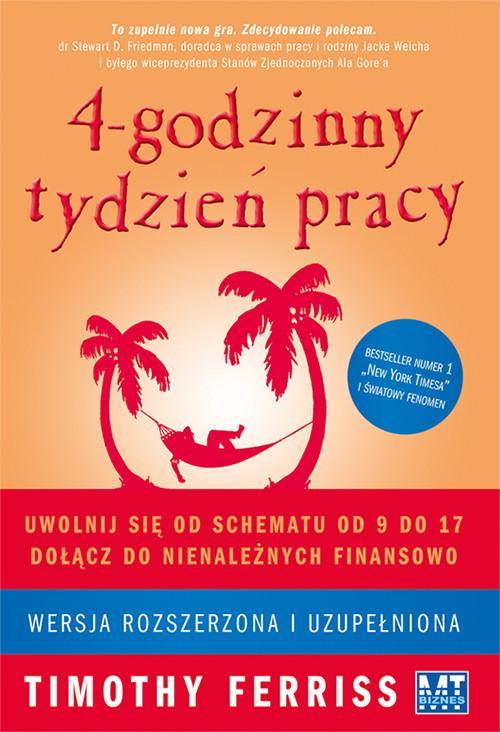 To zupełnie nowa gra. Zdecydowanie polecam.
dr Stewart D. Friedman, doradca w sprawach pracy i rodziny Jacka Welcha
i byłego wiceprezydenta Stanów Zjednoczonych Ala Gore'a
4-godzinny
tydzień pracy
BESTSELLER NUMER 1
„NEW YORK TIMESA”
I ŚWIATOWY FENOMEN
UWOLNIJ SIĘ OD SCHEMATU OD 9 DO 17
DOŁĄCZ DO NIENALEŻNYCH FINANSOWO
WERSJA ROZSZERZONA I UZUPEŁNIONA
TIMOTHY FERRISS
MT
BIZNES